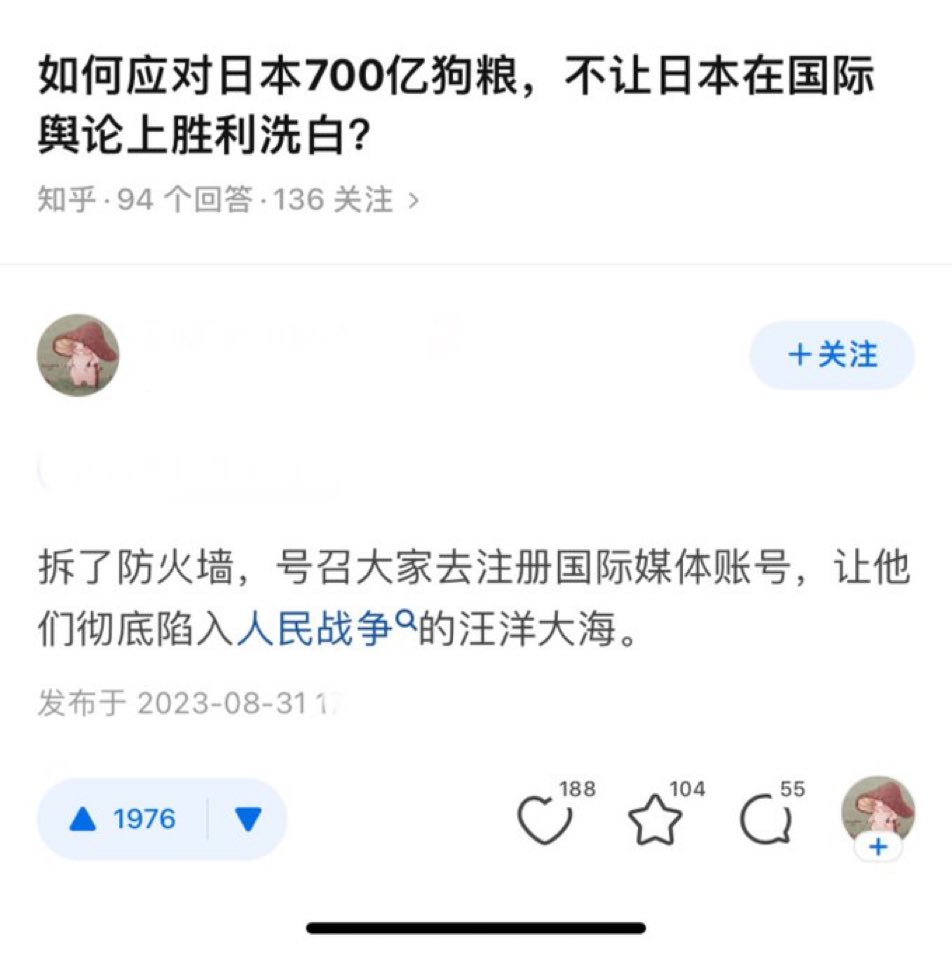 如何应对日本700亿狗粮，不让日本在国际
舆论上胜利洗白?
知乎·94 个回答·136 关注 >
+关注
拆了防火墙，号召大家去注册国际媒体账号，让他
们彻底陷入人民战争的汪洋大海。
发布于 2023-08-31 17
1976
188
104
55